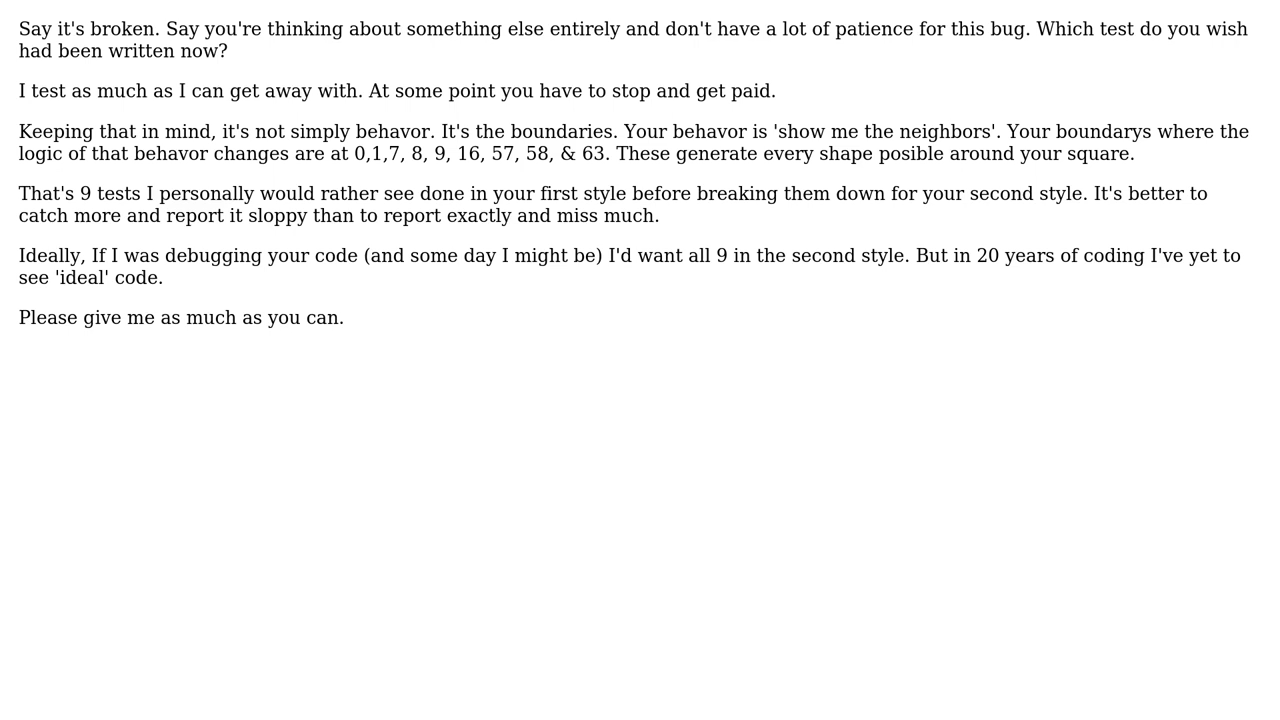 Say it's broken. Say you're thinking about something else entirely and don't have a lot of patience for this bug. Which test do you wish
had been written now?
I test as much as I can get away with. At some point you have to stop and get paid.
Keeping that in mind, it's not simply behavor. It's the boundaries. Your behavor is 'show me the neighbors'. Your boundarys where the
logic of that behavor changes are at 0,1,7, 8, 9, 16, 57, 58, & 63. These generate every shape posible around your square.
That's 9 tests I personally would rather see done in your first style before breaking them down for your second style. It's better to
catch more and report it sloppy than to report exactly and miss much.
Ideally, If I was debugging your code (and some day I might be) I'd want all 9 in the second style. But in 20 years of coding I've yet to
see 'ideal' code.
Please give me as much as you can.